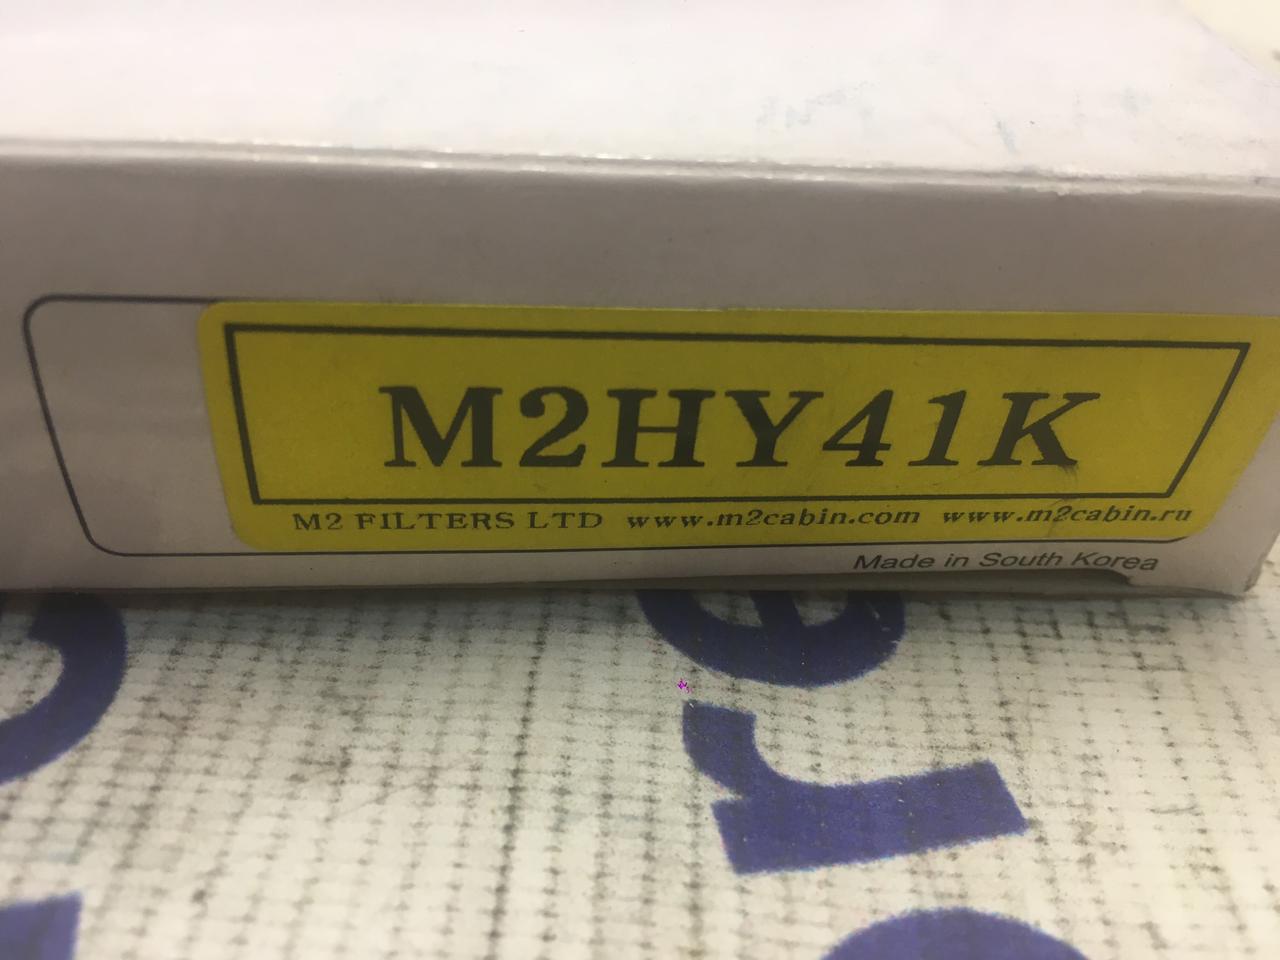 M2HY41K
M2 FILTERS LTD www.m2cabin.com www.m2cabin.ru
Made in South Korea